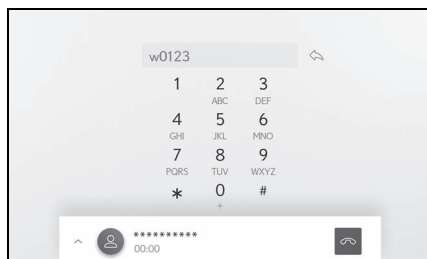 w0123
1 2 3
ABC DEF
4 5 6
GHI JKL MNO
7 8 9
PQRS TUV WXYZ
* 0 #
+
**********
00:00